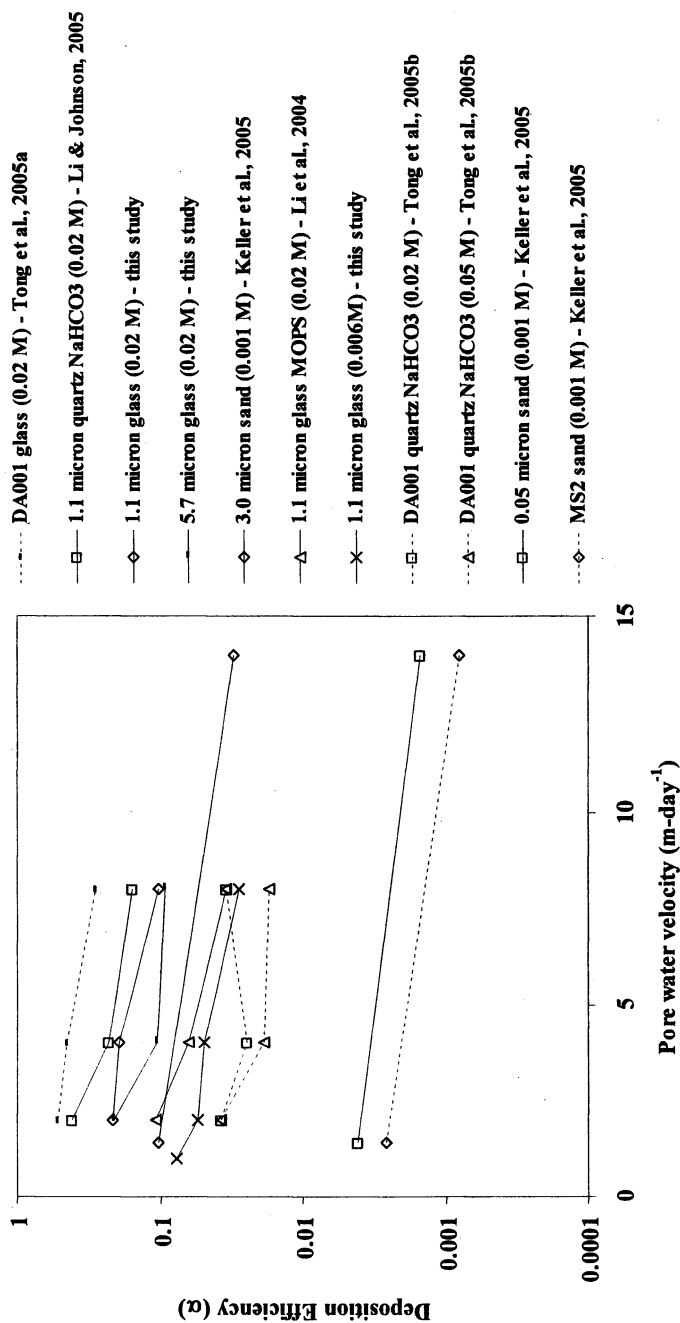 DA001 glass (0.02 M) - Tong et al., 2005a
1.1 micron quartz NaHCO3 (0.02 M) - Li & Johnson, 2005
1.1 micron glass (0.02 M) - this study
5.7 micron glass (0.02 M) - this study
3.0 micron sand (0.001 M) - Keller et al., 2005
1.1 micron glass MOPS (0.02 M) - Li et al., 2004
1.1 micron glass (0.006M) - this study
DA001 quartz NaHCO3 (0.02 M) - Tong et al., 2005b
DA001 quartz NaHCO3 (0.05 M) - Tong et al., 2005b
0.05 micron sand (0.001 M) - Keller et al., 2005
MS2 sand (0.001 M) - Keller et al., 2005
1
0.1
0.01
0.001
0.0001
Deposition Efficiency (α)
0
5
10
15
Pore water velocity (m-day⁻¹)